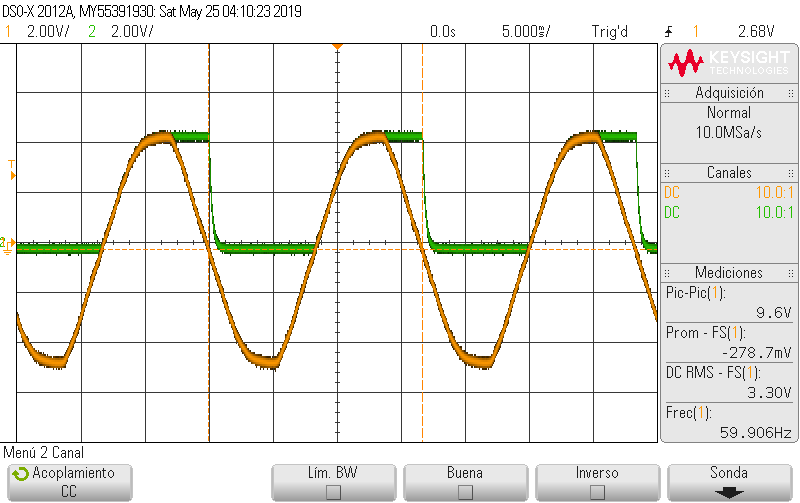 DSO-X 2012A, MY55391930: Sat May 25 04:10:23 2019
1 2.00V/ 2 2.00V/ 0.0s 5.000ms/ Trig'd 1 2.68V
KEYSIGHT
TECHNOLOGIES
Adquisición
Normal
10.0MSa/s
Canales
DC 10.0:1
DC 10.0:1
Mediciones
Pic-Pic(1):
9.6V
Prom - FS(1):
-278.7mV
DC RMS - FS(1):
3.30V
Frec(1):
59.906Hz
T
2
Menú 2 Canal
Acoplamiento
CC
Lím. BW
Buena
Inverso
Sonda